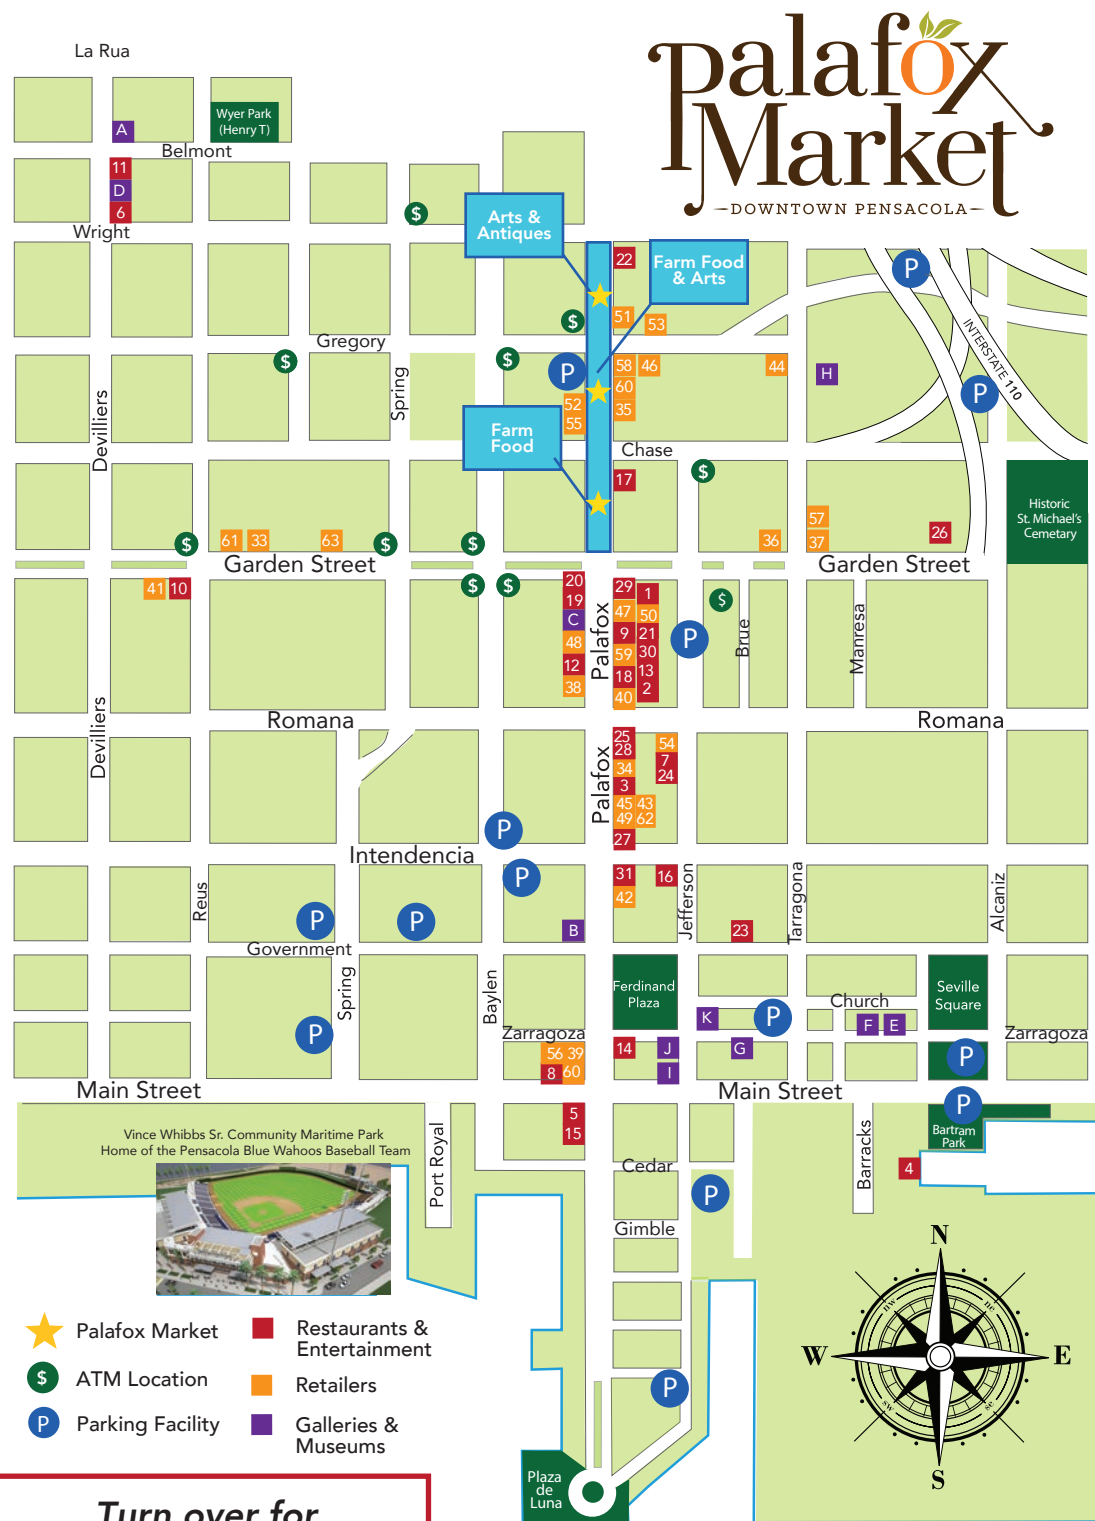 La Rua
palafox
Market
DOWNTOWN PENSACOLA
Wyer Park
(Henry T)
A
Belmont
11
D
6
Wright
$
Arts &
Antiques
22
Farm Food
& Arts
P
51
53
$
INTERSTATE 110
Gregory
$
$
P
58
46
44
H
60
35
52
55
P
Spring
Devilliers
Farm
Food
Chase
17
$
Historic
St. Michael's
Cemetary
61
33
63
$
$
$
36
57
37
26
Garden Street
Garden Street
41
10
$
$
20
19
C
48
12
38
Palafox
29
1
47
50
9
21
59
30
18
13
2
40
P
$
Brue
Manresa
Devilliers
Romana
Romana
Palafox
25
28
34
3
45
43
49
62
27
54
7
24
P
Intendencia
P
31
16
42
Reus
P
P
B
Jefferson
23
Tarragona
Alcaniz
Government
Spring
Baylen
Ferdinand
Plaza
Seville
Square
Church
K
P
F
E
P
Zarragoza
Zarragoza
56
39
8
60
14
J
I
G
P
Main Street
Main Street
P
Bartram
Park
5
15
Vince Whibbs Sr. Community Maritime Park
Home of the Pensacola Blue Wahoos Baseball Team
Port Royal
Barracks
4
Cedar
P
Gimble
N
nw
ne
W
E
sw
se
S
Palafox Market
Restaurants &
Entertainment
$
ATM Location
Retailers
P
Parking Facility
Galleries &
Museums
P
Plaza
de
Luna
Turn over for